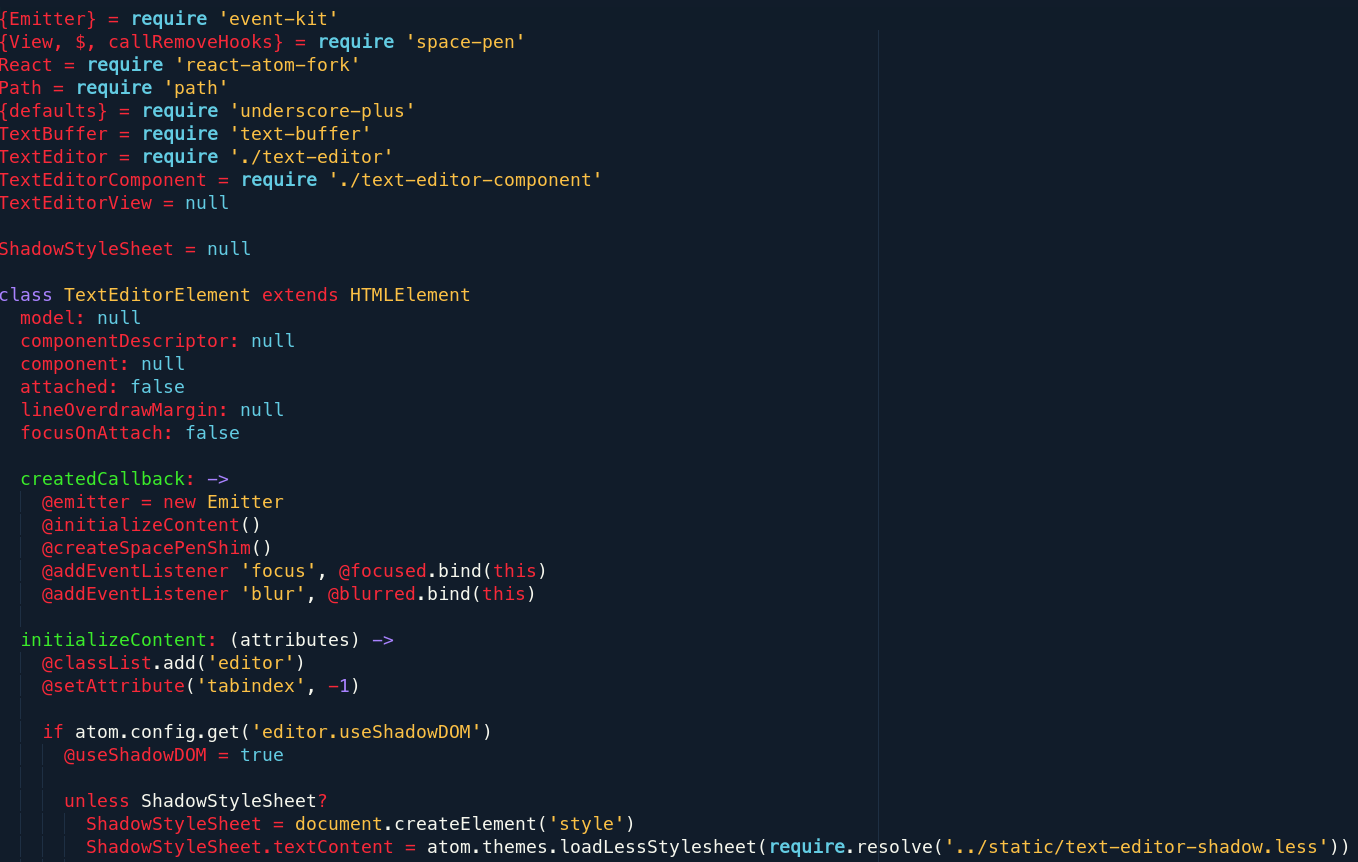 {Emitter} = require 'event-kit'
{View, $, callRemoveHooks} = require 'space-pen'
React = require 'react-atom-fork'
Path = require 'path'
{defaults} = require 'underscore-plus'
TextBuffer = require 'text-buffer'
TextEditor = require './text-editor'
TextEditorComponent = require './text-editor-component'
TextEditorView = null

ShadowStyleSheet = null

class TextEditorElement extends HTMLElement
  model: null
  componentDescriptor: null
  component: null
  attached: false
  lineOverdrawMargin: null
  focusOnAttach: false

  createdCallback: ->
    @emitter = new Emitter
    @initializeContent()
    @createSpacePenShim()
    @addEventListener 'focus', @focused.bind(this)
    @addEventListener 'blur', @blurred.bind(this)

  initializeContent: (attributes) ->
    @classList.add('editor')
    @setAttribute('tabindex', -1)

    if atom.config.get('editor.useShadowDOM')
      @useShadowDOM = true

      unless ShadowStyleSheet?
        ShadowStyleSheet = document.createElement('style')
        ShadowStyleSheet.textContent = atom.themes.loadLessStylesheet(require.resolve('../static/text-editor-shadow.less'))